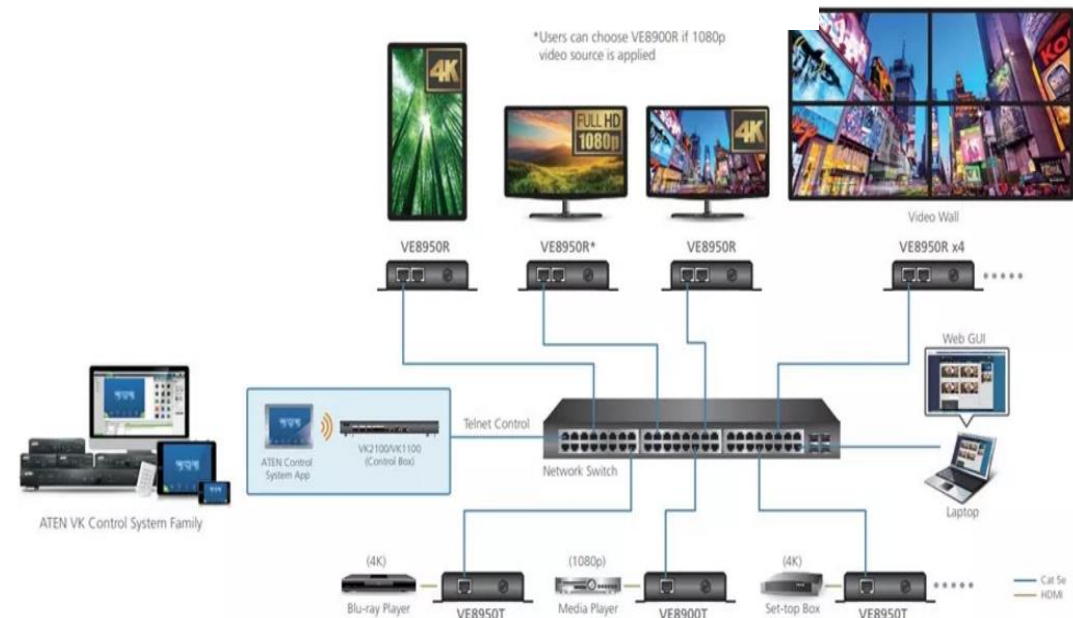 *Users can choose VE8900R if 1080p
video source is applied
4K
FULL HD
1080p
4K
Video Wall
VE8950R
VE8950R*
VE8950R
VE8950R x4
Web GUI
Telnet Control
ATEN Control
System App
VK2100/VK1100
(Control Box)
Network Switch
Laptop
ATEN VK Control System Family
(4K)
Blu-ray Player
VE8950T
(1080p)
Media Player
VE8900T
(4K)
Set-top Box
VE8950T
Cat 5e
HDMI